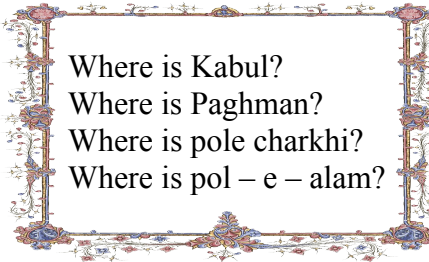 Where is Kabul?
Where is Paghman?
Where is pole charkhi?
Where is pol – e – alam?